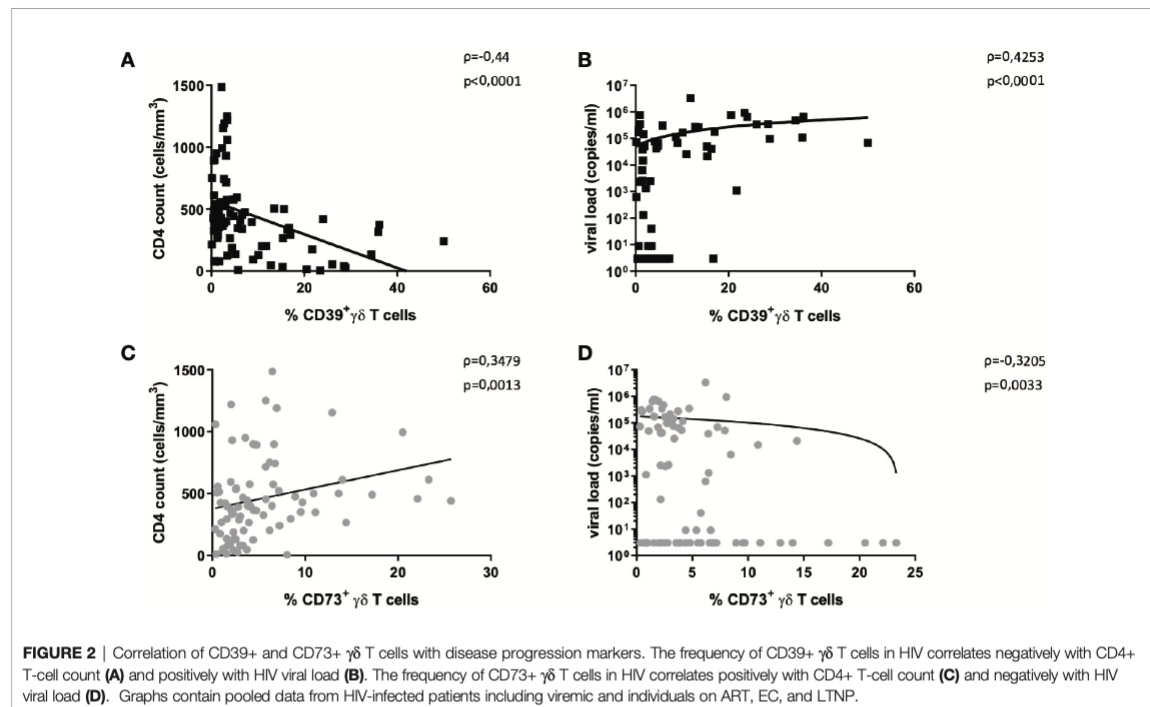 A
ρ=-0,44
p<0,0001
CD4 count (cells/mm³)
1500
1000
500
0
0
20
40
60
% CD39⁺ γδ T cells
B
ρ=0,4253
p<0,0001
viral load (copies/ml)
10⁷
10⁶
10⁵
10⁴
10³
10²
10¹
10⁰
0
20
40
60
% CD39⁺ γδ T cells
C
ρ=0,3479
p=0,0013
CD4 count (cells/mm³)
1500
1000
500
0
0
10
20
30
% CD73⁺ γδ T cells
D
ρ=-0,3205
p=0,0033
viral load (copies/ml)
10⁷
10⁶
10⁵
10⁴
10³
10²
10¹
10⁰
0
5
10
15
20
25
% CD73⁺ γδ T cells
FIGURE 2 | Correlation of CD39+ and CD73+ γδ T cells with disease progression markers. The frequency of CD39+ γδ T cells in HIV correlates negatively with CD4+
T-cell count (A) and positively with HIV viral load (B). The frequency of CD73+ γδ T cells in HIV correlates positively with CD4+ T-cell count (C) and negatively with HIV
viral load (D). Graphs contain pooled data from HIV-infected patients including viremic and individuals on ART, EC, and LTNP.